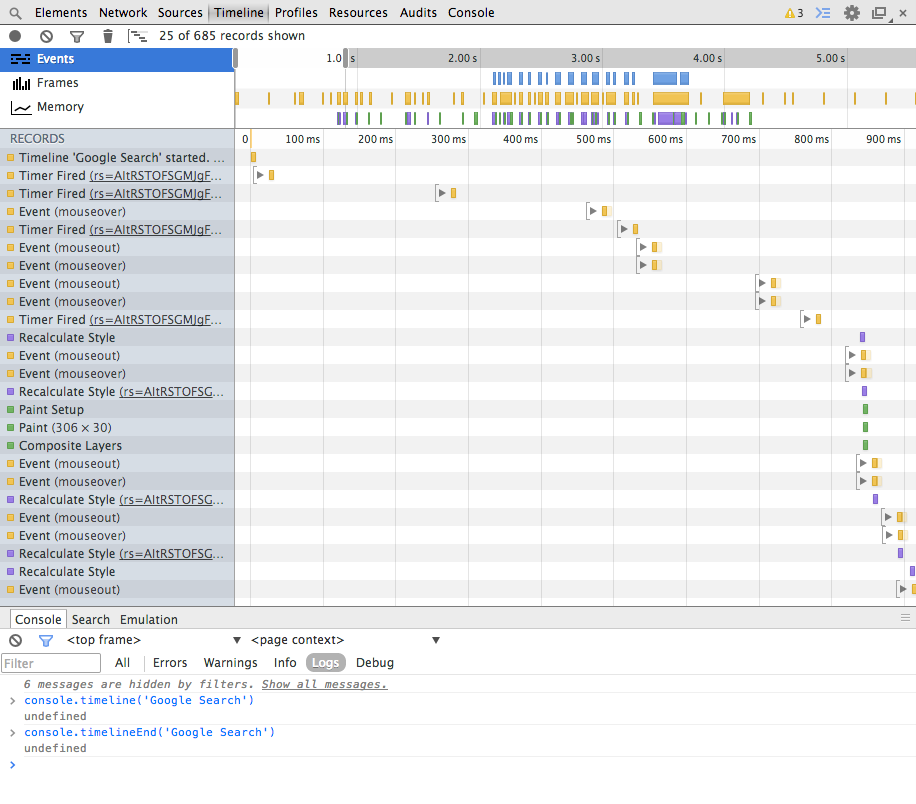 Elements Network Sources Timeline Profiles Resources Audits Console 3
25 of 685 records shown
Events 1.0 s 2.00 s 3.00 s 4.00 s 5.00 s
Frames
Memory
RECORDS 0 100 ms 200 ms 300 ms 400 ms 500 ms 600 ms 700 ms 800 ms 900 ms
Timeline 'Google Search' started. ...
Timer Fired (rs=AItRSTOFSGMJgF...
Timer Fired (rs=AItRSTOFSGMJgF...
Event (mouseover)
Timer Fired (rs=AItRSTOFSGMJgF...
Event (mouseout)
Event (mouseover)
Event (mouseout)
Event (mouseover)
Timer Fired (rs=AItRSTOFSGMJgF...
Recalculate Style
Event (mouseout)
Event (mouseover)
Recalculate Style (rs=AItRSTOFSG...
Paint Setup
Paint (306 × 30)
Composite Layers
Event (mouseout)
Event (mouseover)
Recalculate Style (rs=AItRSTOFSG...
Event (mouseout)
Event (mouseover)
Recalculate Style (rs=AItRSTOFSG...
Recalculate Style
Event (mouseout)
Console Search Emulation
<top frame> ▼ <page context> ▼
Filter All Errors Warnings Info Logs Debug
6 messages are hidden by filters. Show all messages.
> console.timeline('Google Search')
undefined
> console.timelineEnd('Google Search')
undefined
>